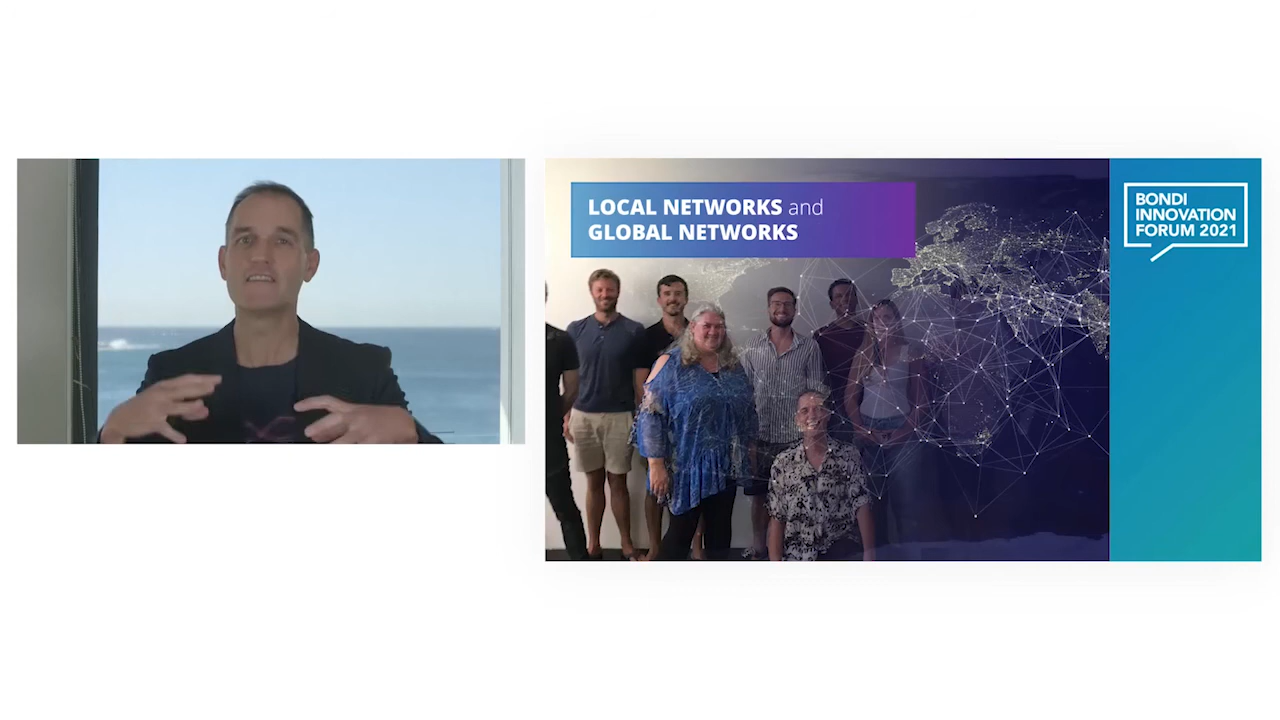 LOCAL NETWORKS and
GLOBAL NETWORKS
BONDI
INNOVATION
FORUM 2021